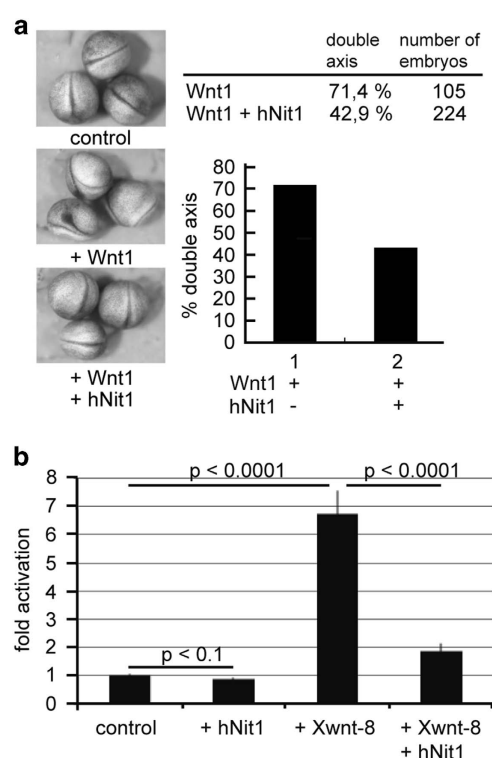 a
double axis number of embryos
Wnt1 71,4 % 105
Wnt1 + hNit1 42,9 % 224
control
+ Wnt1
+ Wnt1
+ hNit1
% double axis
80
70
60
50
40
30
20
10
0
1 2
Wnt1 + +
hNit1 - +
b
fold activation
8
7
6
5
4
3
2
1
0
p < 0.0001 p < 0.0001
p < 0.1
control + hNit1 + Xwnt-8 + Xwnt-8
+ hNit1